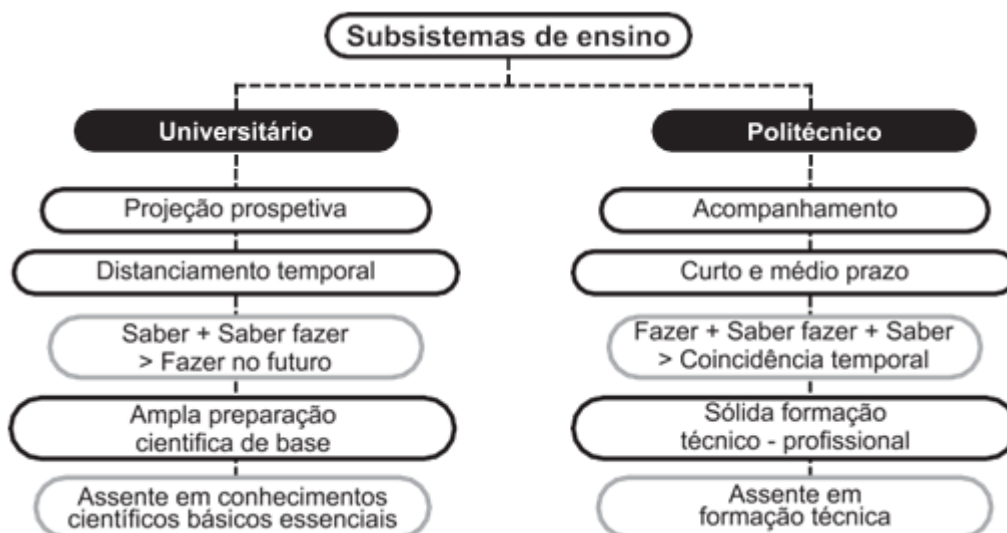 Subsistemas de ensino
Universitário
Politécnico
Projeção prospetiva
Acompanhamento
Distanciamento temporal
Curto e médio prazo
Saber + Saber fazer
> Fazer no futuro
Fazer + Saber fazer + Saber
> Coincidência temporal
Ampla preparação
cientifica de base
Sólida formação
técnico - profissional
Assente em conhecimentos
científicos básicos essenciais
Assente em
formação técnica